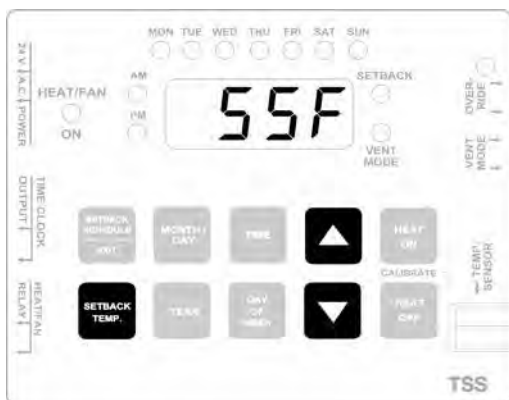 MON TUE WED THU FRI SAT SUN
24 V. A.C. POWER
HEAT/FAN
ON
AM
PM
55F
SETBACK
VENT
MODE
OVER-
RIDE
VENT
MODE
TIME CLOCK
OUTPUT
SETBACK
SCHEDULE
MONTH /
DAY
TIME
HEAT
ON
CALIBRATE
TEMP.
SENSOR
HEAT/FAN
RELAY
SETBACK
TEMP.
YEAR
DAY
OF
HEAT
OFF
TSS